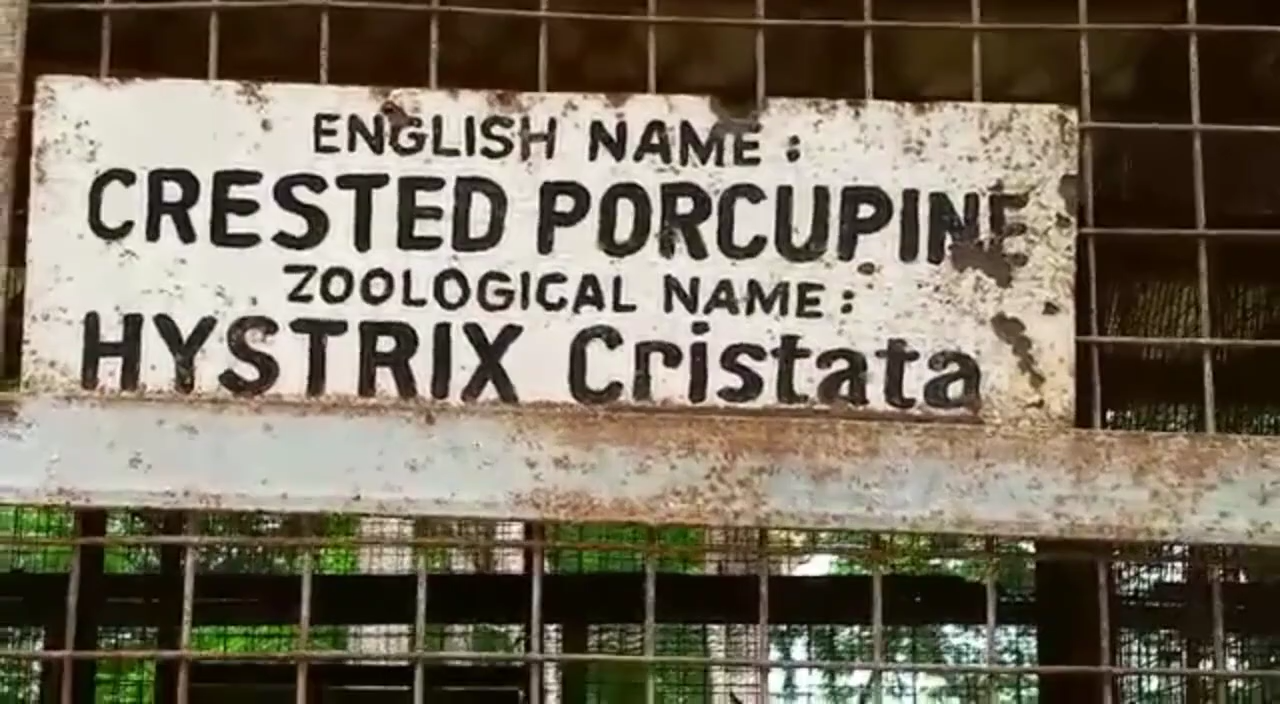 ENGLISH NAME :
CRESTED PORCUPINE
ZOOLOGICAL NAME :
HYSTRIX Cristata